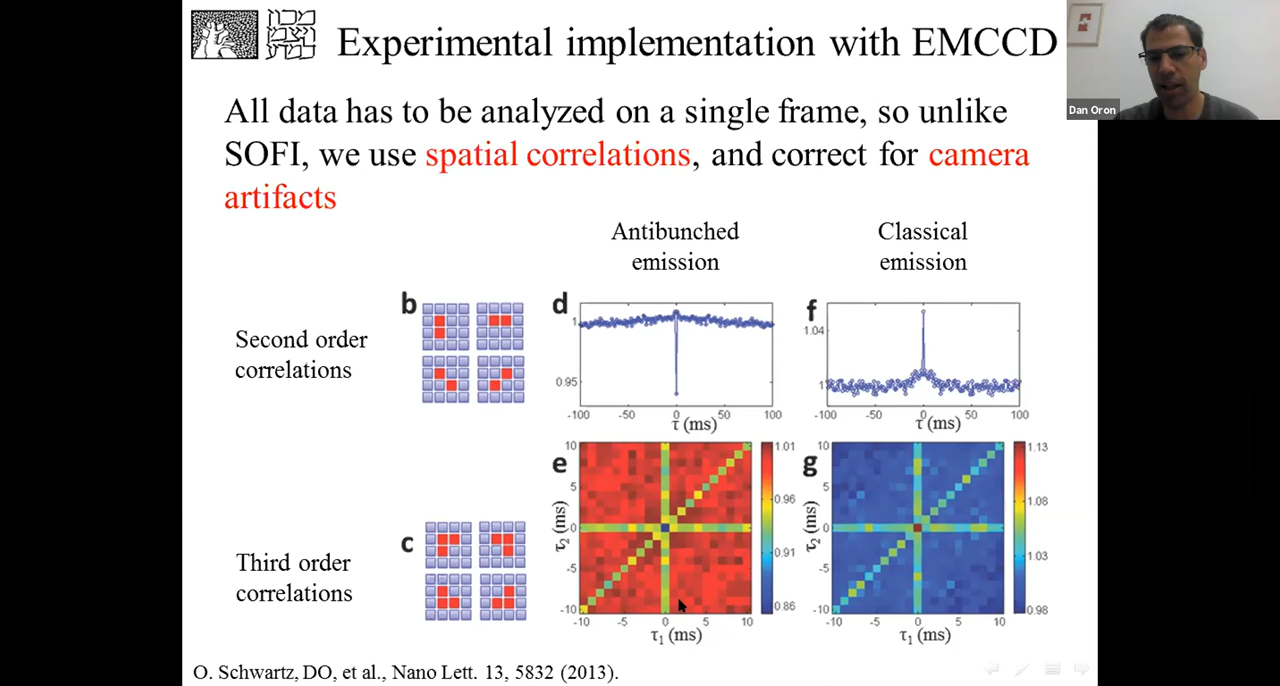 Experimental implementation with EMCCD
Dan Oron
All data has to be analyzed on a single frame, so unlike
SOFI, we use spatial correlations, and correct for camera
artifacts
Antibunched
emission
Classical
emission
Second order
correlations
b
d
1
0.95
-100 -50 0 50 100
τ (ms)
f
1.04
1
-100 -50 0 50 100
τ (ms)
Third order
correlations
c
e
10
5
0
-5
-10
τ2 (ms)
-10 -5 0 5 10
τ1 (ms)
1.01
0.96
0.91
0.86
g
10
5
0
-5
-10
τ2 (ms)
-10 -5 0 5 10
τ1 (ms)
1.13
1.08
1.03
0.98
O. Schwartz, DO, et al., Nano Lett. 13, 5832 (2013).